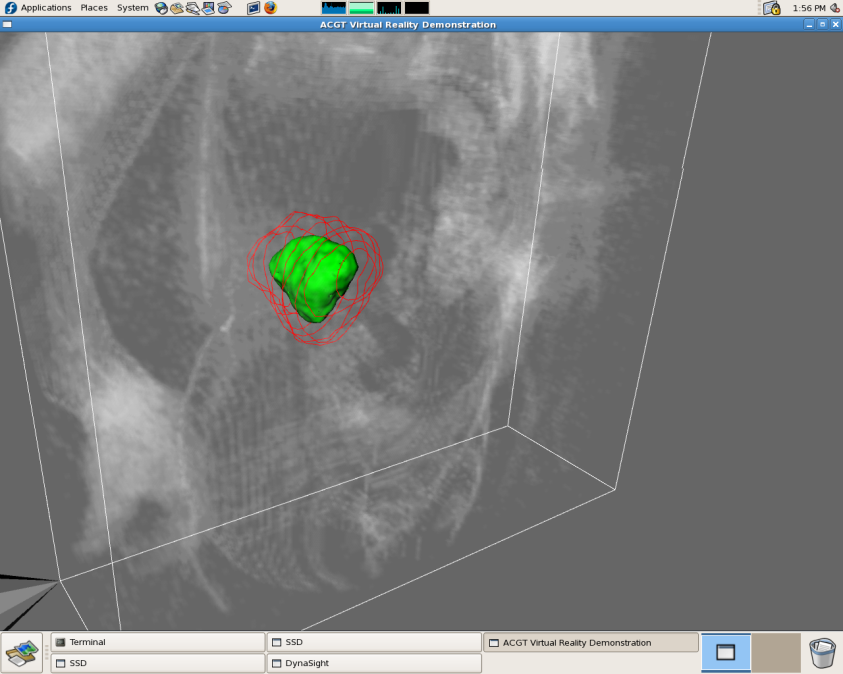 Applications Places System
1:56 PM
ACGT Virtual Reality Demonstration
Terminal
SSD
ACGT Virtual Reality Demonstration
SSD
DynaSight